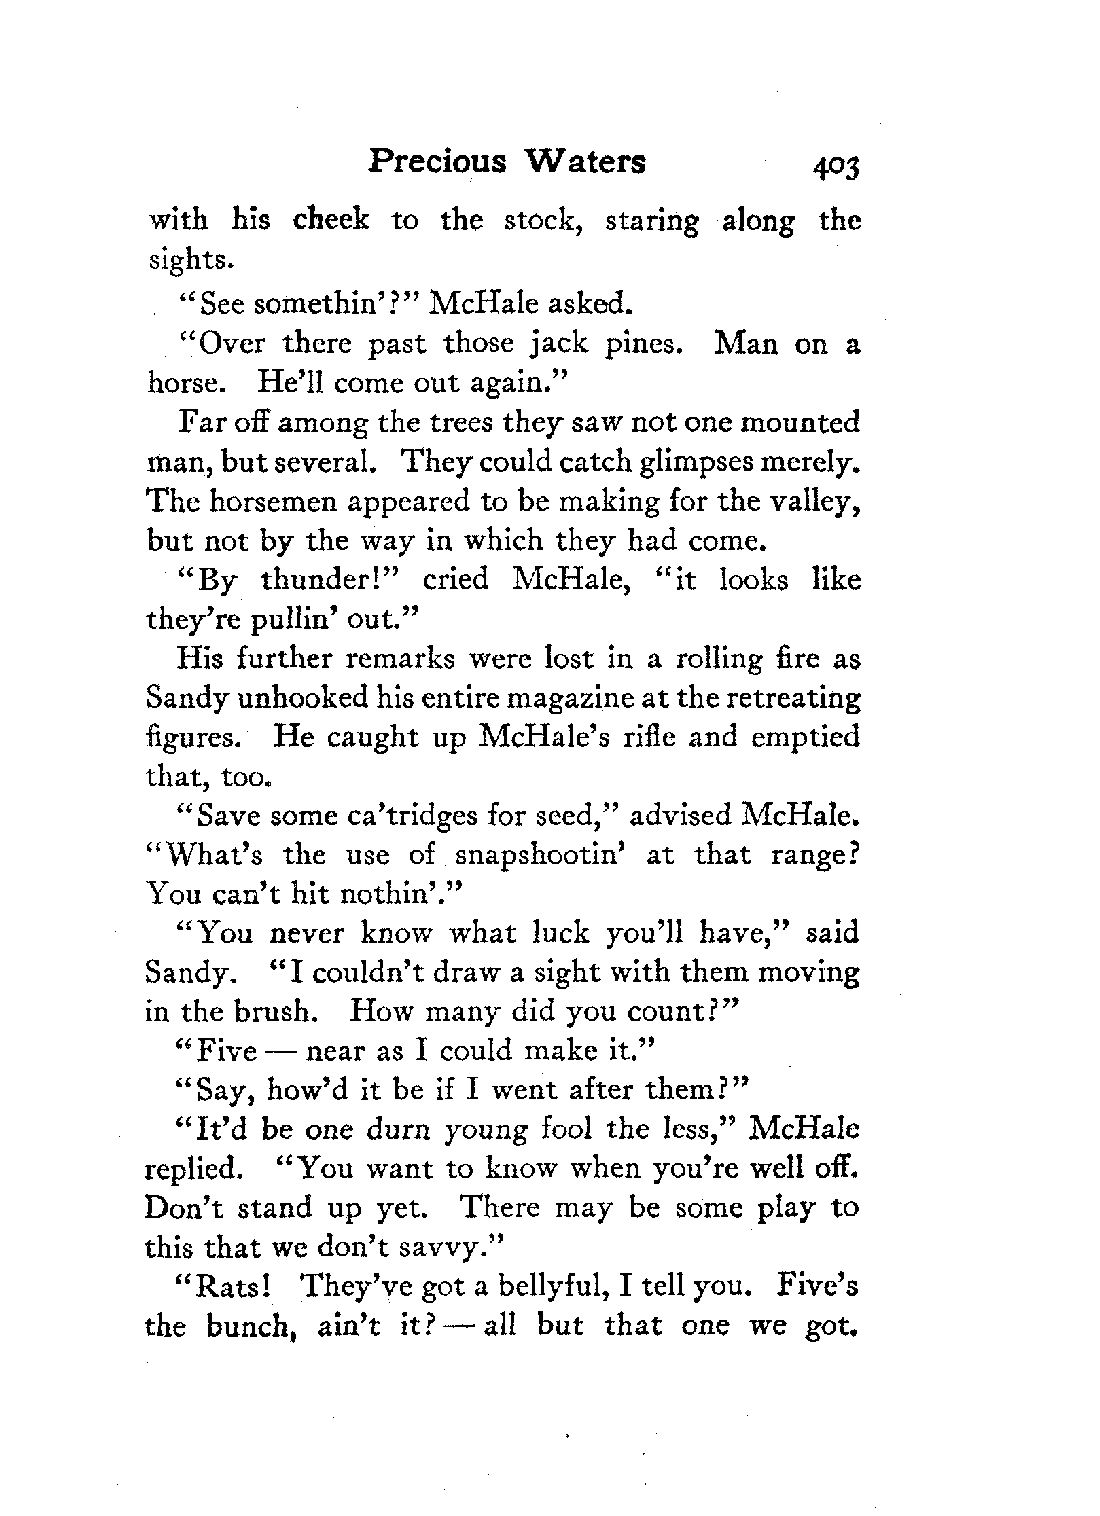 Precious Waters 403
with his cheek to the stock, staring along the
sights.
"See somethin'?" McHale asked.
"Over there past those jack pines. Man on a
horse. He'll come out again."
Far off among the trees they saw not one mounted
man, but several. They could catch glimpses merely.
The horsemen appeared to be making for the valley,
but not by the way in which they had come.
"By thunder!" cried McHale, "it looks like
they're pullin' out."
His further remarks were lost in a rolling fire as
Sandy unhooked his entire magazine at the retreating
figures. He caught up McHale's rifle and emptied
that, too.
"Save some ca'tridges for seed," advised McHale.
"What's the use of snapshootin' at that range?
You can't hit nothin'."
"You never know what luck you'll have," said
Sandy. "I couldn't draw a sight with them moving
in the brush. How many did you count?"
"Five — near as I could make it."
"Say, how'd it be if I went after them?"
"It'd be one durn young fool the less," McHale
replied. "You want to know when you're well off.
Don't stand up yet. There may be some play to
this that we don't savvy."
"Rats! They've got a bellyful, I tell you. Five's
the bunch, ain't it? — all but that one we got.